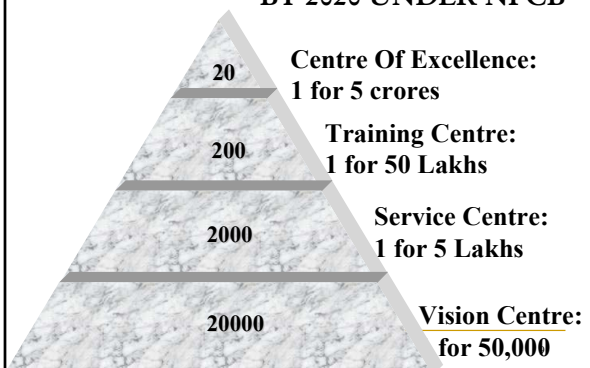 BY 2020 UNDER NPCB
20
Centre Of Excellence:
1 for 5 crores
200
Training Centre:
1 for 50 Lakhs
2000
Service Centre:
1 for 5 Lakhs
20000
Vision Centre:
for 50,000